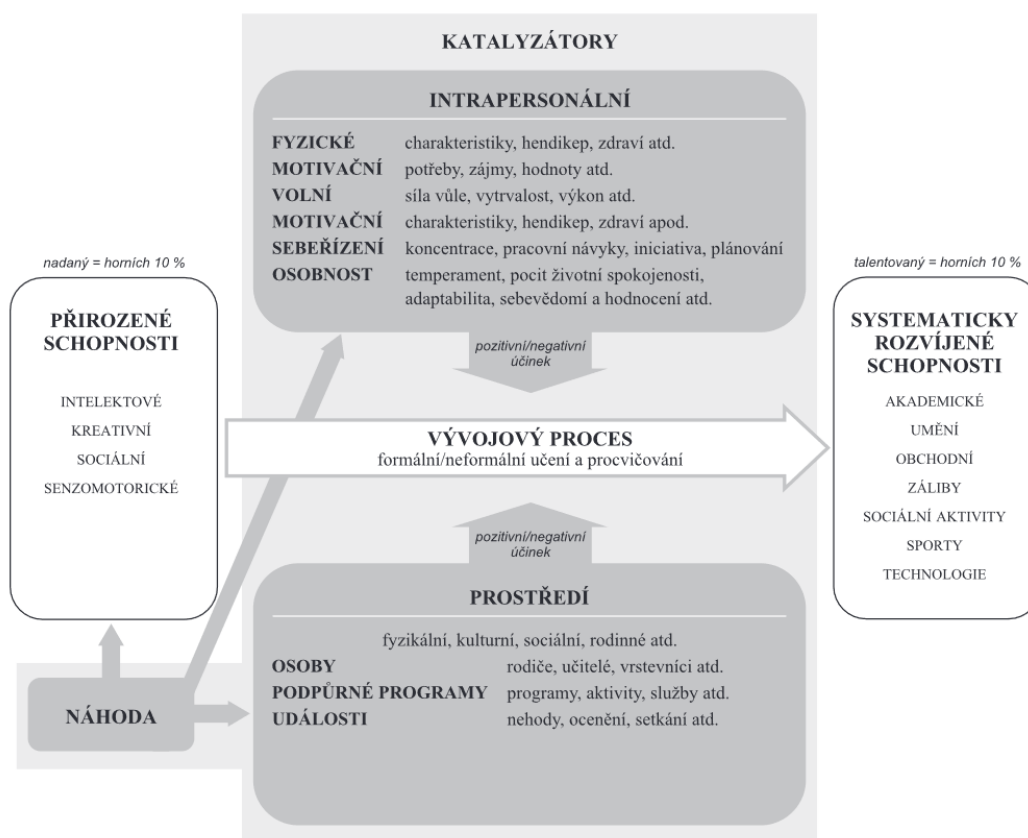 KATALYZÁTORY
INTRAPERSONÁLNÍ
FYZICKÉ charakteristiky, hendikep, zdraví atd.
MOTIVAČNÍ potřeby, zájmy, hodnoty atd.
VOLNÍ síla vůle, vytrvalost, výkon atd.
MOTIVAČNÍ charakteristiky, hendikep, zdraví apod.
SEBEŘÍZENÍ koncentrace, pracovní návyky, iniciativa, plánování
OSOBNOST temperament, pocit životní spokojenosti,
adaptabilita, sebevědomí a hodnocení atd.
pozitivní/negativní
účinek
nadaný = horních 10 %
PŘIROZENÉ
SCHOPNOSTI
INTELEKTOVÉ
KREATIVNÍ
SOCIÁLNÍ
SENZOMOTORICKÉ
VÝVOJOVÝ PROCES
formální/neformální učení a procvičování
talentovaný = horních 10 %
SYSTEMATICKY
ROZVÍJENÉ
SCHOPNOSTI
AKADEMICKÉ
UMĚNÍ
OBCHODNÍ
ZÁLIBY
SOCIÁLNÍ AKTIVITY
SPORTY
TECHNOLOGIE
pozitivní/negativní
účinek
PROSTŘEDÍ
fyzikální, kulturní, sociální, rodinné atd.
OSOBY rodiče, učitelé, vrstevníci atd.
PODPŮRNÉ PROGRAMY programy, aktivity, služby atd.
UDÁLOSTI nehody, ocenění, setkání atd.
NÁHODA